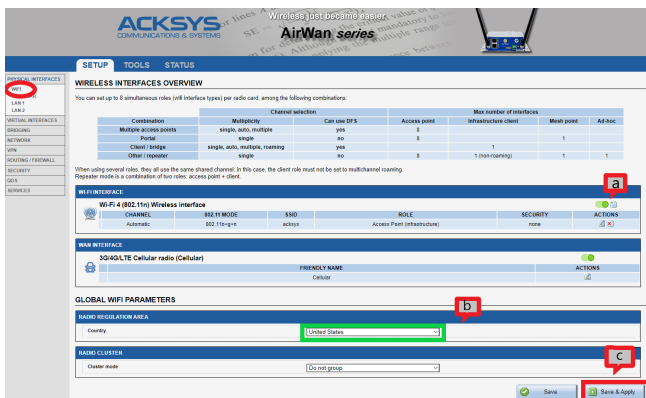 ACKSYS
COMMUNICATIONS & SYSTEMS
Wireless just became easier
AirWan series
SETUP TOOLS STATUS
PHYSICAL INTERFACES
WIFI
LAN 1
LAN 2
VIRTUAL INTERFACES
BRIDGING
NETWORK
VPN
ROUTING / FIREWALL
SECURITY
QOS
SERVICES
WIRELESS INTERFACES OVERVIEW
You can set up to 8 simultaneous roles (wifi interface types) per radio card, among the following combinations:
Channel selection Max number of interfaces
Combination Multiplicity Can use DFS Access point Infrastructure client Mesh point Ad-hoc
Multiple access points single, auto, multiple yes 8
Portal single no 8 1
Client / bridge single, auto, multiple, roaming yes 1
Other / repeater single no 8 1 (non-roaming) 1 1
When using several roles, they all use the same shared channel; in this case, the client role must not be set to multichannel roaming.
Repeater mode is a combination of two roles: access point + client.
a
WI-FI INTERFACE
Wi-Fi 4 (802.11n) Wireless interface
CHANNEL 802.11 MODE SSID ROLE SECURITY ACTIONS
Automatic 802.11b+g+n acksys Access Point (infrastructure) none
WAN INTERFACE
3G/4G/LTE Cellular radio (Cellular)
FRIENDLY NAME ACTIONS
Cellular
GLOBAL WIFI PARAMETERS
b
RADIO REGULATION AREA
Country United States
RADIO CLUSTER
c
Cluster mode Do not group
Save Save & Apply